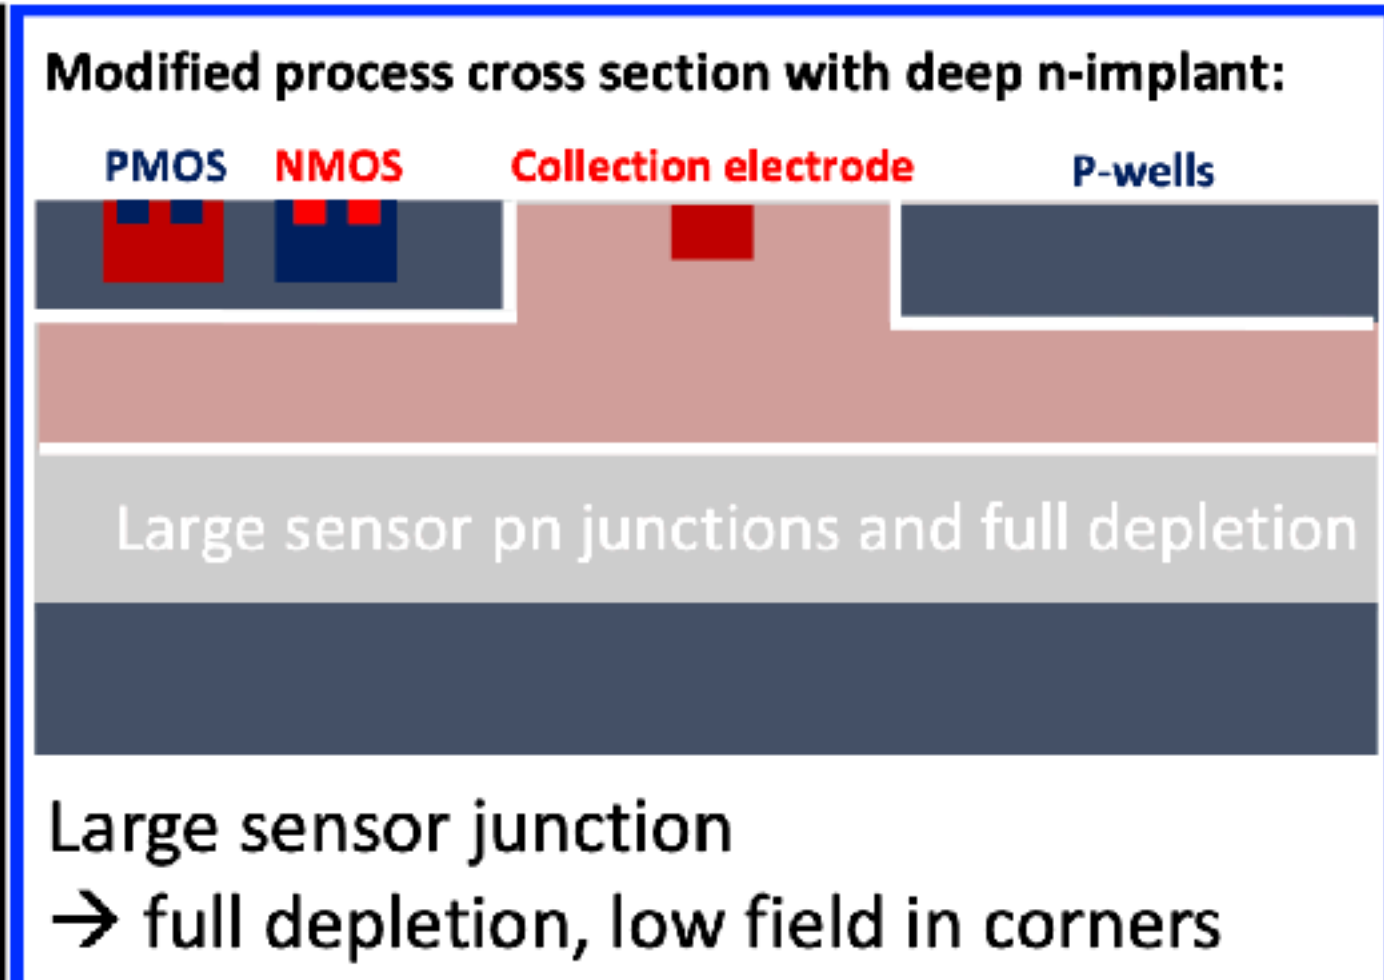 Modified process cross section with deep n-implant:
PMOS NMOS Collection electrode P-wells
Large sensor pn junctions and full depletion
Large sensor junction
→ full depletion, low field in corners